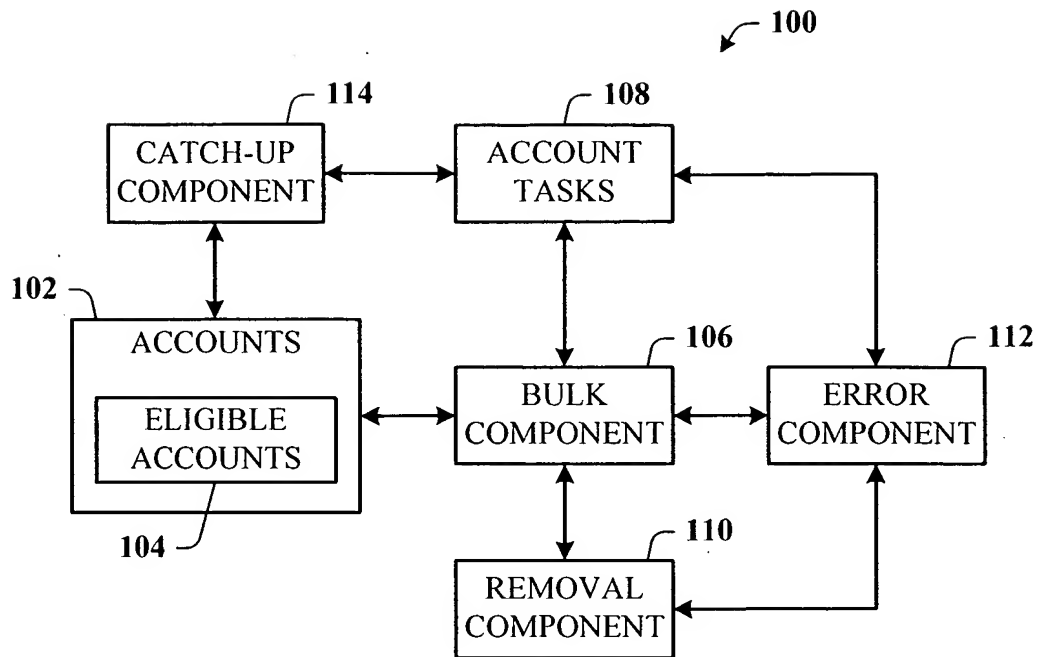 100
114
108
CATCH-UP
COMPONENT
ACCOUNT
TASKS
102
ACCOUNTS
106
112
ELIGIBLE
ACCOUNTS
BULK
COMPONENT
ERROR
COMPONENT
104
110
REMOVAL
COMPONENT